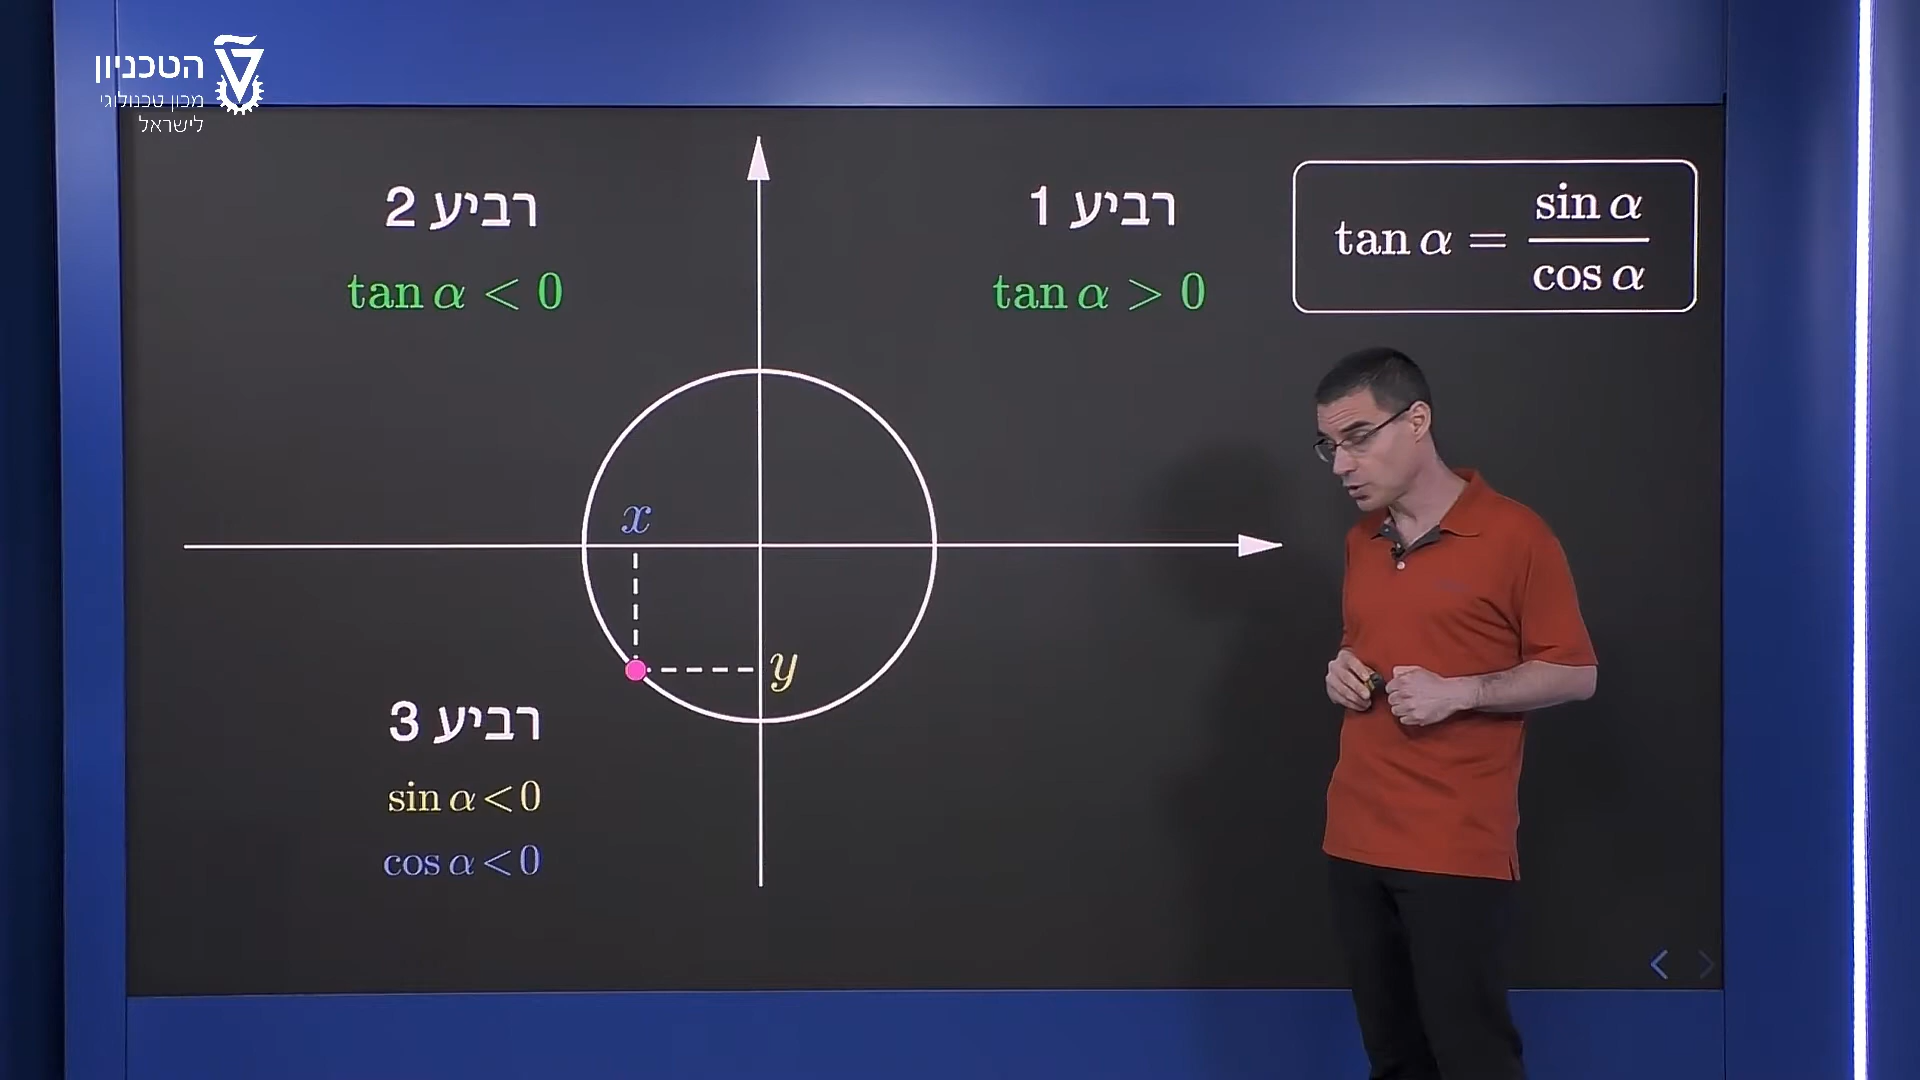 הטכניון
מכון טכנולוגי
לישראל
רביע 2
tan α < 0
רביע 1
tan α > 0
tan α = sin α / cos α
x
y
רביע 3
sin α < 0
cos α < 0